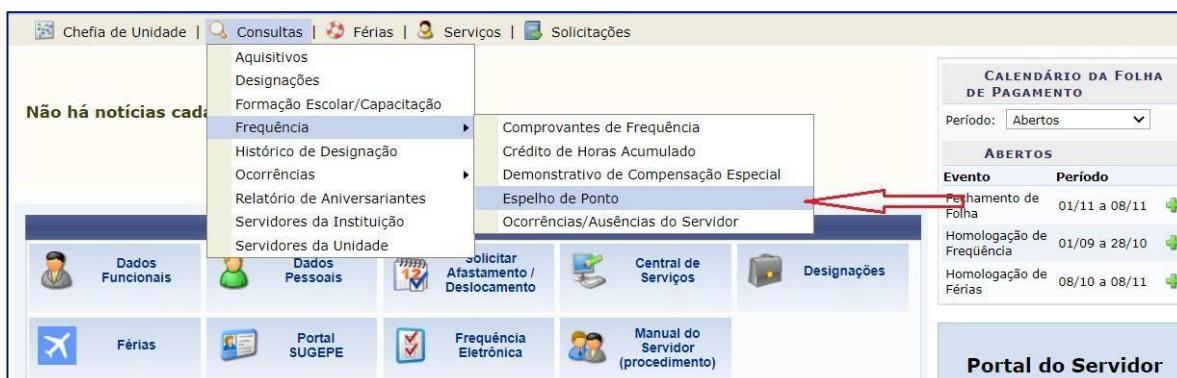 Chefia de Unidade | Consultas | Férias | Serviços | Solicitações
Não há notícias cada
Aquisitivos
Designações
Formação Escolar/Capacitação
Frequência
Histórico de Designação
Ocorrências
Relatório de Aniversariantes
Servidores da Instituição
Servidores da Unidade
Comprovantes de Frequência
Crédito de Horas Acumulado
Demonstrativo de Compensação Especial
Espelho de Ponto
Ocorrências/Ausências do Servidor
CALENDÁRIO DA FOLHA
DE PAGAMENTO
Período: Abertos
ABERTOS
Evento Período
Fechamento de
Folha 01/11 a 08/11
Homologação de
Freqüência 01/09 a 28/10
Homologação de
Férias 08/10 a 08/11
Dados
Funcionais
Dados
Pessoais
12
Solicitar
Afastamento /
Deslocamento
Central de
Serviços
Designações
Férias
Portal
SUGEPE
Frequência
Eletrônica
Manual do
Servidor
(procedimento)
Portal do Servidor